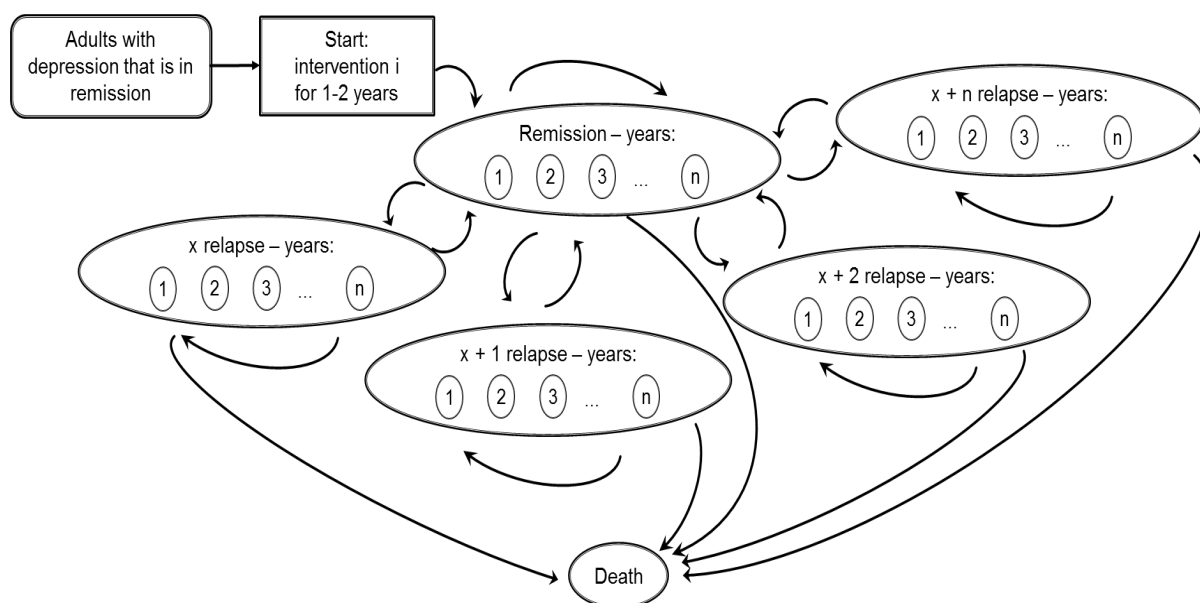 Adults with
depression that is in
remission
Start:
intervention i
for 1-2 years
Remission – years:
1 2 3 ... n
x + n relapse – years:
1 2 3 ... n
x relapse – years:
1 2 3 ... n
x + 2 relapse – years:
1 2 3 ... n
x + 1 relapse – years:
1 2 3 ... n
Death